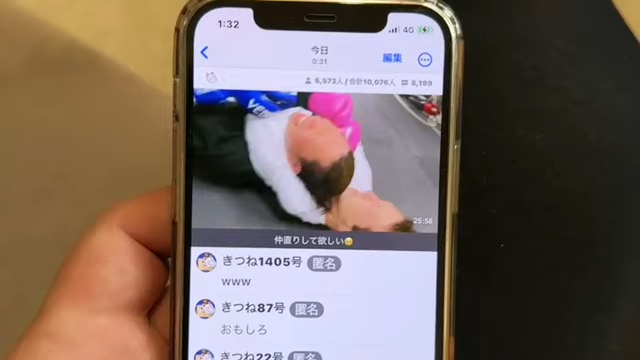 1:32
4G
今日
0:31
編集
6,573人 / 合計10,076人 6,199
25:58
仲直りして欲しい🥹
きつね1405号 匿名
www
きつね87号 匿名
おもしろ
きつね22号 匿名